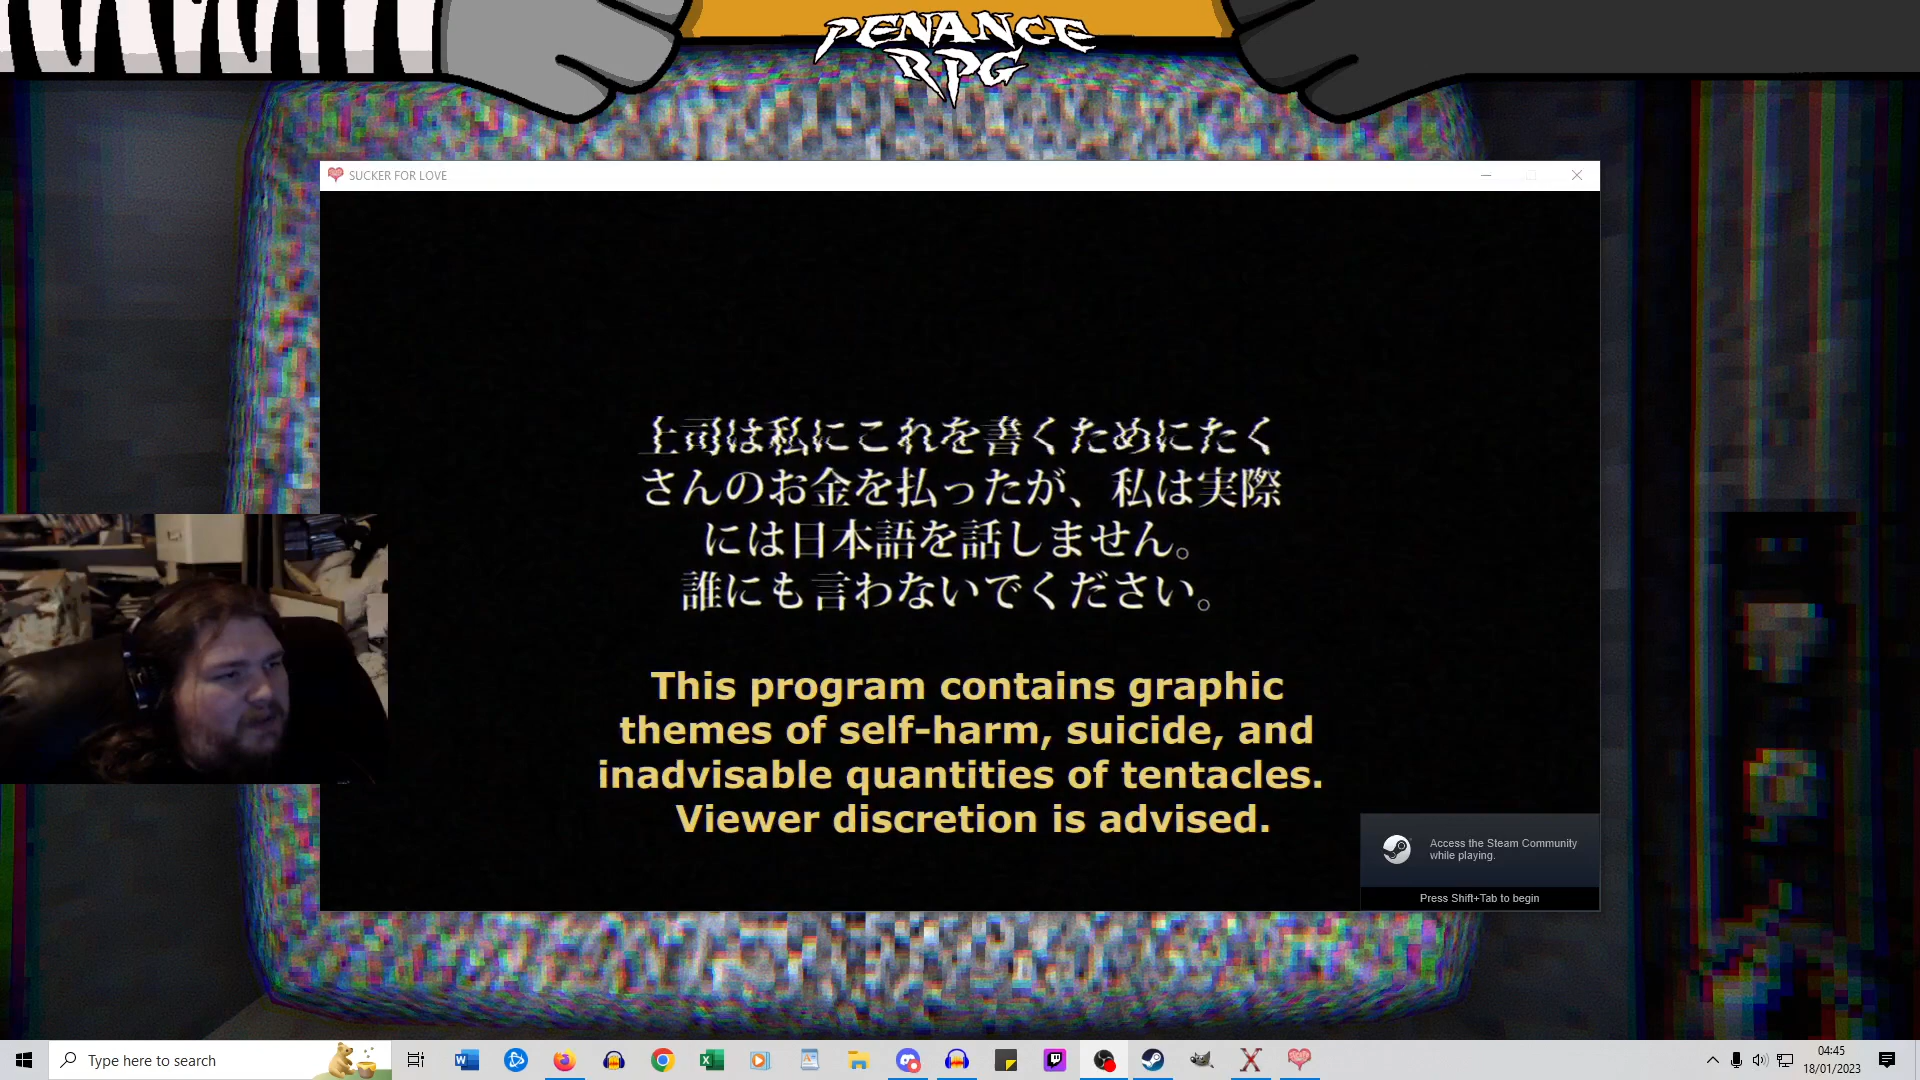 PENANCE
RPG
SUCKER FOR LOVE
上司は私にこれを書くためにたく
さんのお金を払ったが、私は実際
には日本語を話しません。
誰にも言わないでください。
This program contains graphic
themes of self-harm, suicide, and
inadvisable quantities of tentacles.
Viewer discretion is advised.
Access the Steam Community
while playing.
Press Shift+Tab to begin
Type here to search
04:45
18/01/2023